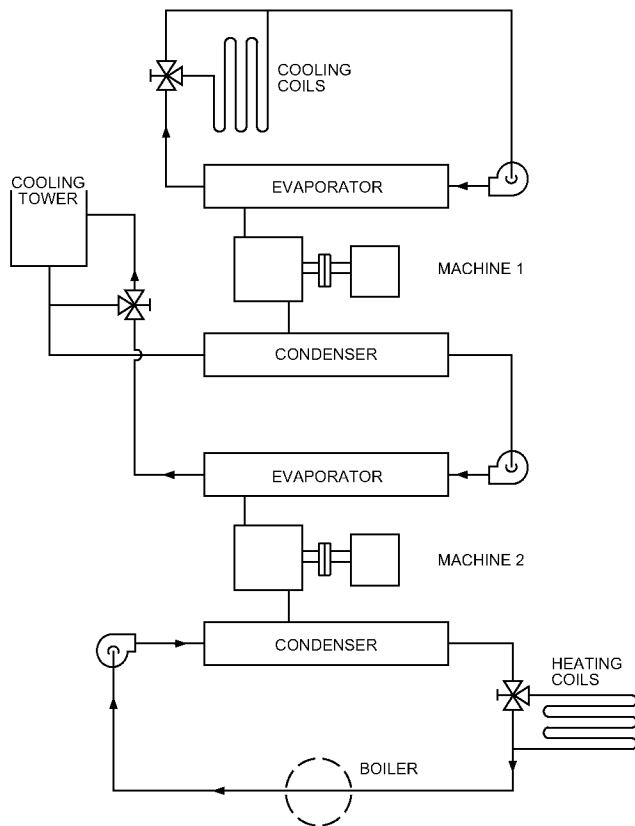 COOLING
COILS
EVAPORATOR
COOLING
TOWER
MACHINE 1
CONDENSER
EVAPORATOR
MACHINE 2
CONDENSER
HEATING
COILS
BOILER